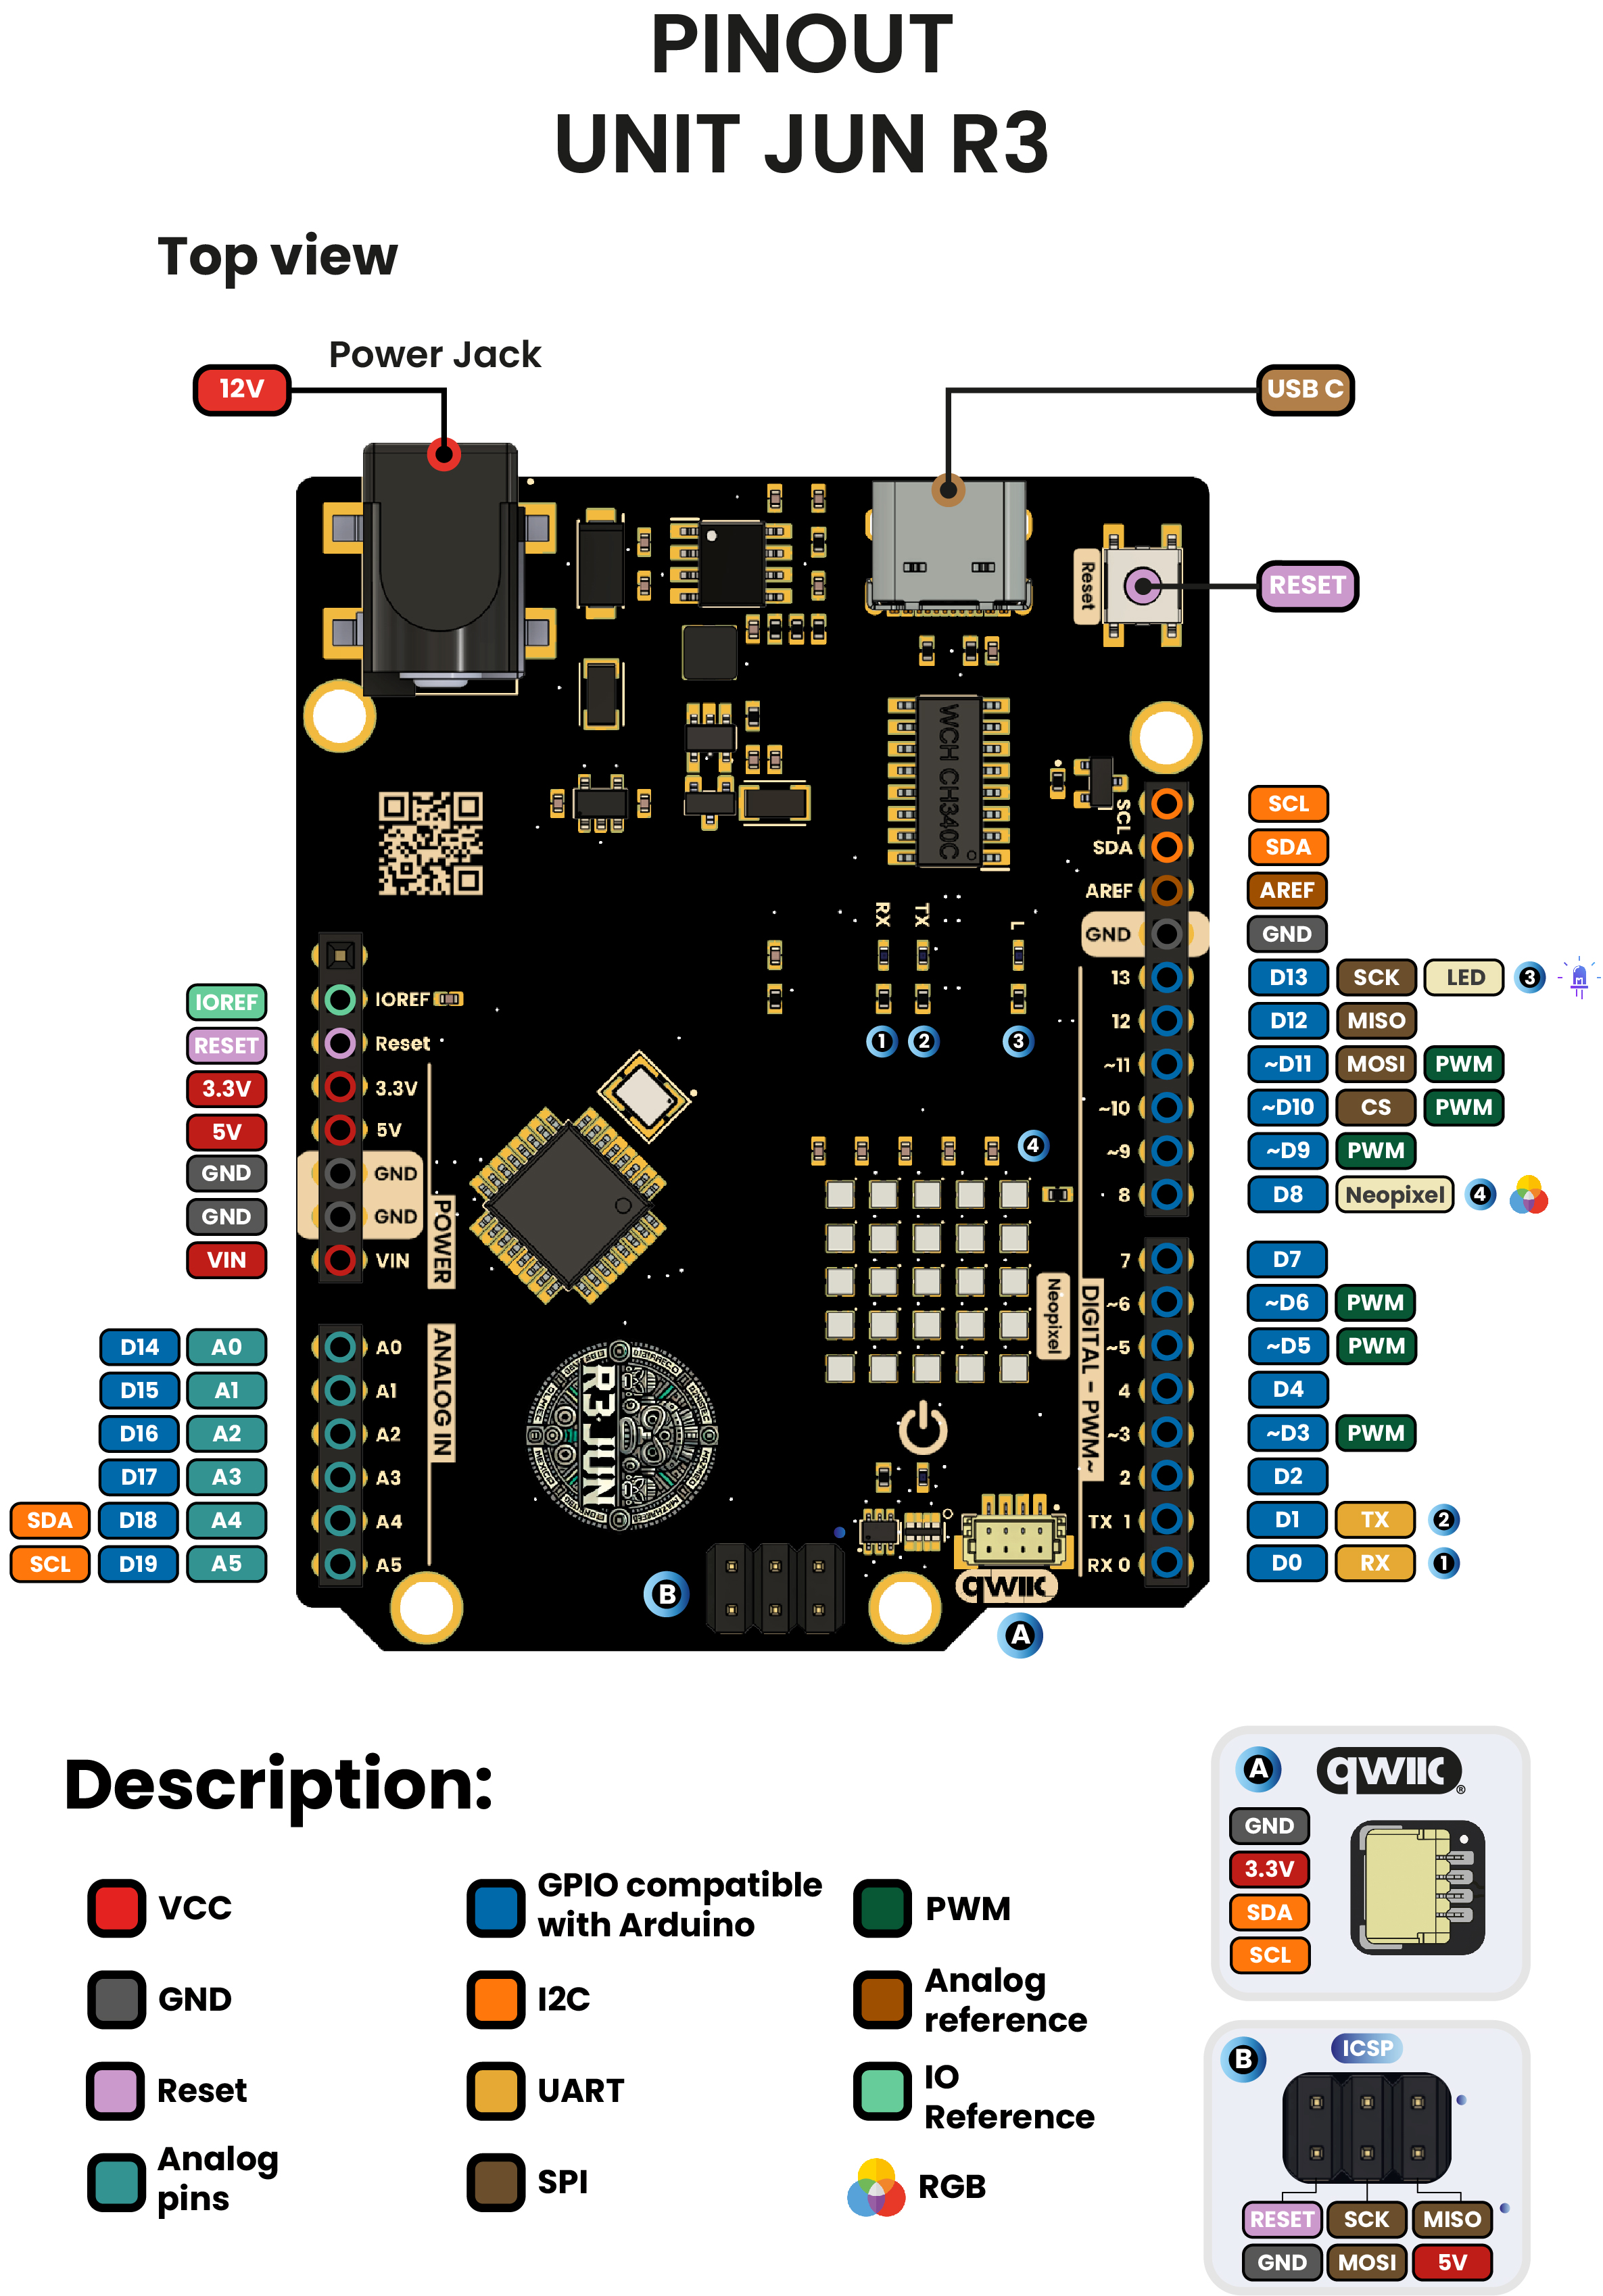 PINOUT
UNIT JUN R3
Top view
Power Jack
12V
USB C
Reset
RESET
WCH CH340C
SCL
SCL
SDA
SDA
AREF
AREF
GND
GND
RX
TX
L
13
D13 SCK LED 3
IOREF
IOREF
12
D12 MISO
1 2 3
RESET
Reset
~11
~D11 MOSI PWM
3.3V
3.3V
~10
~D10 CS PWM
5V
5V
4
~9
~D9 PWM
GND
GND
8
D8 Neopixel 4
GND
GND
VIN
VIN
POWER
7
D7
~6
~D6 PWM
Neopixel
DIGITAL - PWM~
D14 A0
A0
~5
~D5 PWM
D15 A1
A1
4
D4
D16 A2
A2
~3
~D3 PWM
D17 A3
A3
2
D2
SDA D18 A4
A4
TX 1
D1 TX 2
SCL D19 A5
A5
RX 0
D0 RX 1
ANALOG IN
R3 JUN
B
qwiic
A
Description:
VCC
GPIO compatible
with Arduino
PWM
GND
I2C
Analog
reference
Reset
UART
IO
Reference
Analog
pins
SPI
RGB
A qwiic®
GND
3.3V
SDA
SCL
B ICSP
RESET SCK MISO
GND MOSI 5V